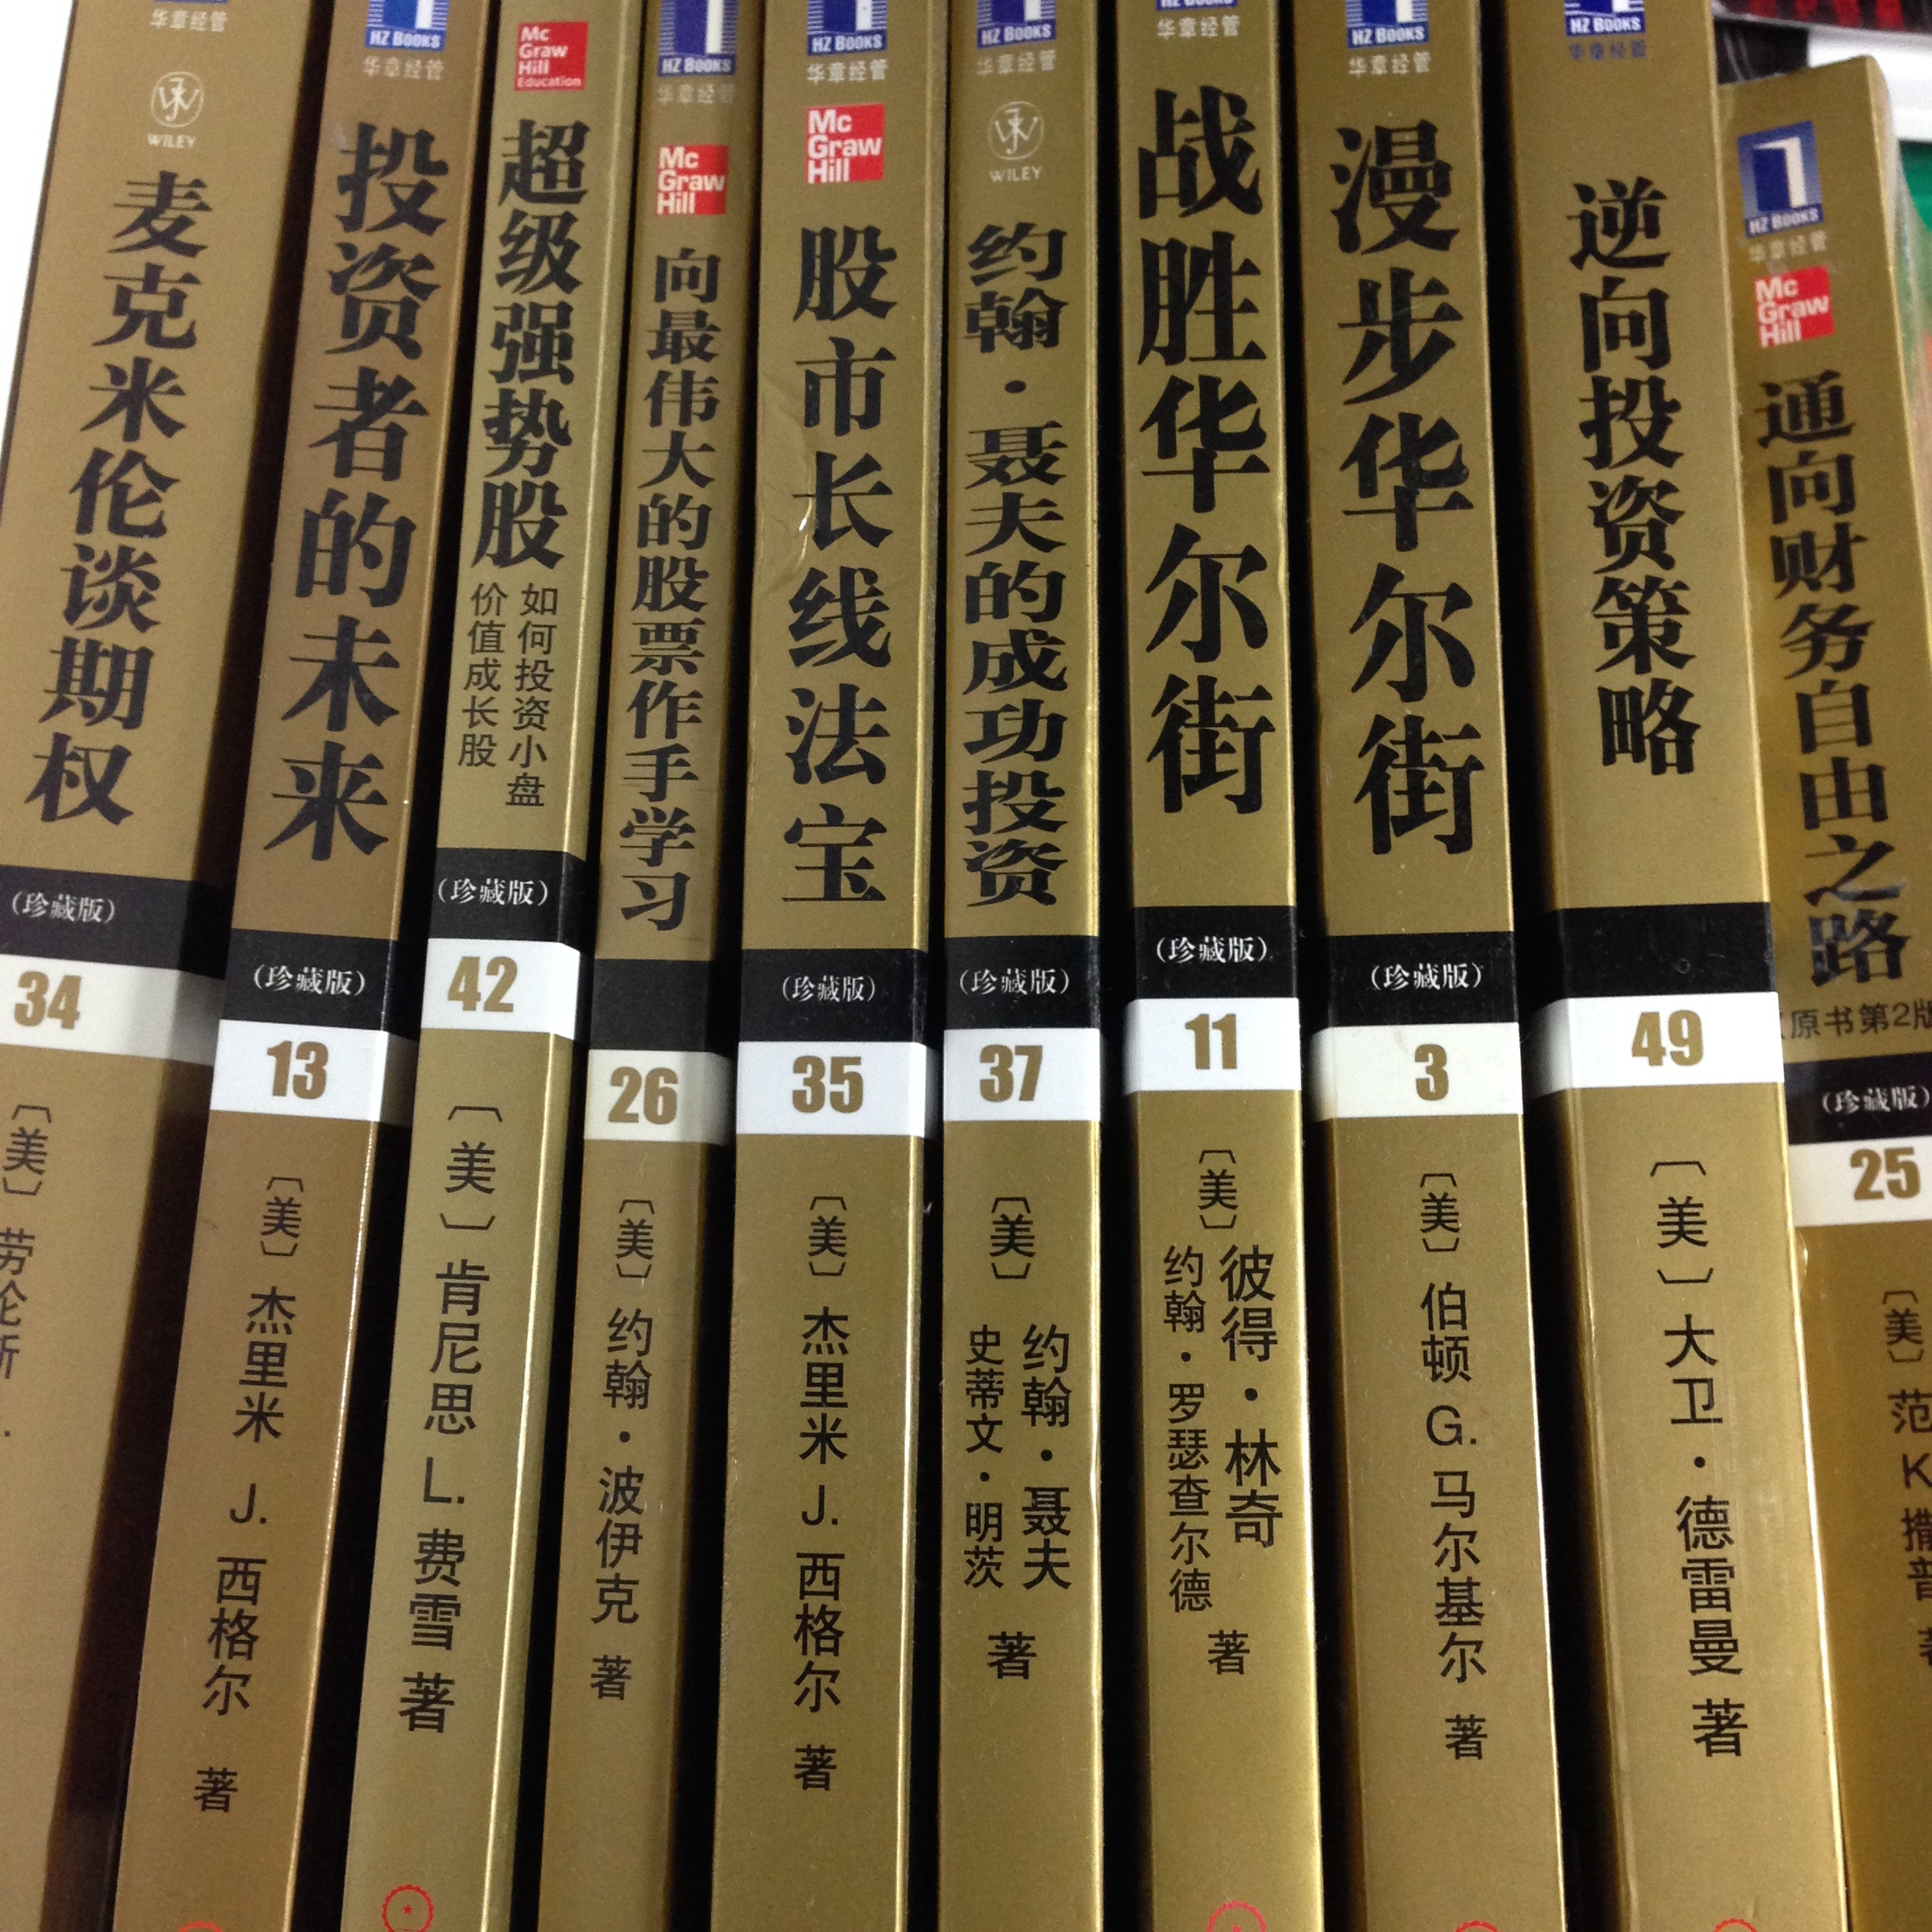 华章经管
WILEY
麦克米伦谈期权
（珍藏版）
34
〔美〕劳伦斯·
HZ BOOKS
华章经管
投资者的未来
（珍藏版）
13
〔美〕杰里米 J. 西格尔 著
Mc
Graw
Hill
Education
超级强势股
如何投资小盘
价值成长股
（珍藏版）
42
〔美〕肯尼思 L. 费雪 著
HZ BOOKS
华章经管
Mc
Graw
Hill
向最伟大的股票作手学习
26
〔美〕约翰·波伊克 著
HZ BOOKS
华章经管
Mc
Graw
Hill
股市长线法宝
（珍藏版）
35
〔美〕杰里米 J. 西格尔 著
HZ BOOKS
华章经管
WILEY
约翰·聂夫的成功投资
（珍藏版）
37
〔美〕
约翰·聂夫
史蒂文·明茨
著
HZ BOOKS
华章经管
战胜华尔街
（珍藏版）
11
〔美〕
彼得·林奇
约翰·罗瑟查尔德
著
HZ BOOKS
华章经管
漫步华尔街
（珍藏版）
3
〔美〕伯顿 G. 马尔基尔 著
HZ BOOKS
华章经管
逆向投资策略
49
〔美〕大卫·德雷曼 著
HZ BOOKS
华章经管
Mc
Graw
Hill
通向财务自由之路
原书第2版
（珍藏版）
25
〔美〕范 K 撒普 著